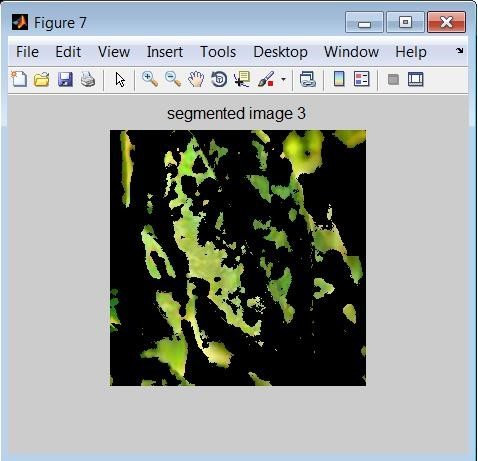 Figure 7
File Edit View Insert Tools Desktop Window Help
segmented image 3